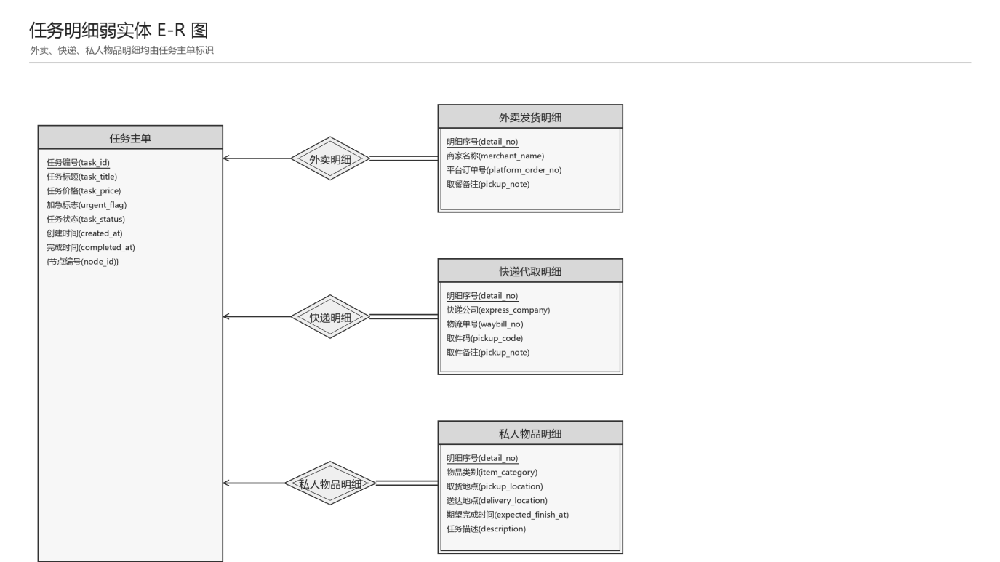 任务明细弱实体 E-R 图
外卖、快递、私人物品明细均由任务主单标识
任务主单
任务编号(task_id)
任务标题(task_title)
任务价格(task_price)
加急标志(urgent_flag)
任务状态(task_status)
创建时间(created_at)
完成时间(completed_at)
{节点编号(node_id)}
外卖明细
外卖发货明细
明细序号(detail_no)
商家名称(merchant_name)
平台订单号(platform_order_no)
取餐备注(pickup_note)
快递明细
快递代取明细
明细序号(detail_no)
快递公司(express_company)
物流单号(waybill_no)
取件码(pickup_code)
取件备注(pickup_note)
私人物品明细
私人物品明细
明细序号(detail_no)
物品类别(item_category)
取货地点(pickup_location)
送达地点(delivery_location)
期望完成时间(expected_finish_at)
任务描述(description)